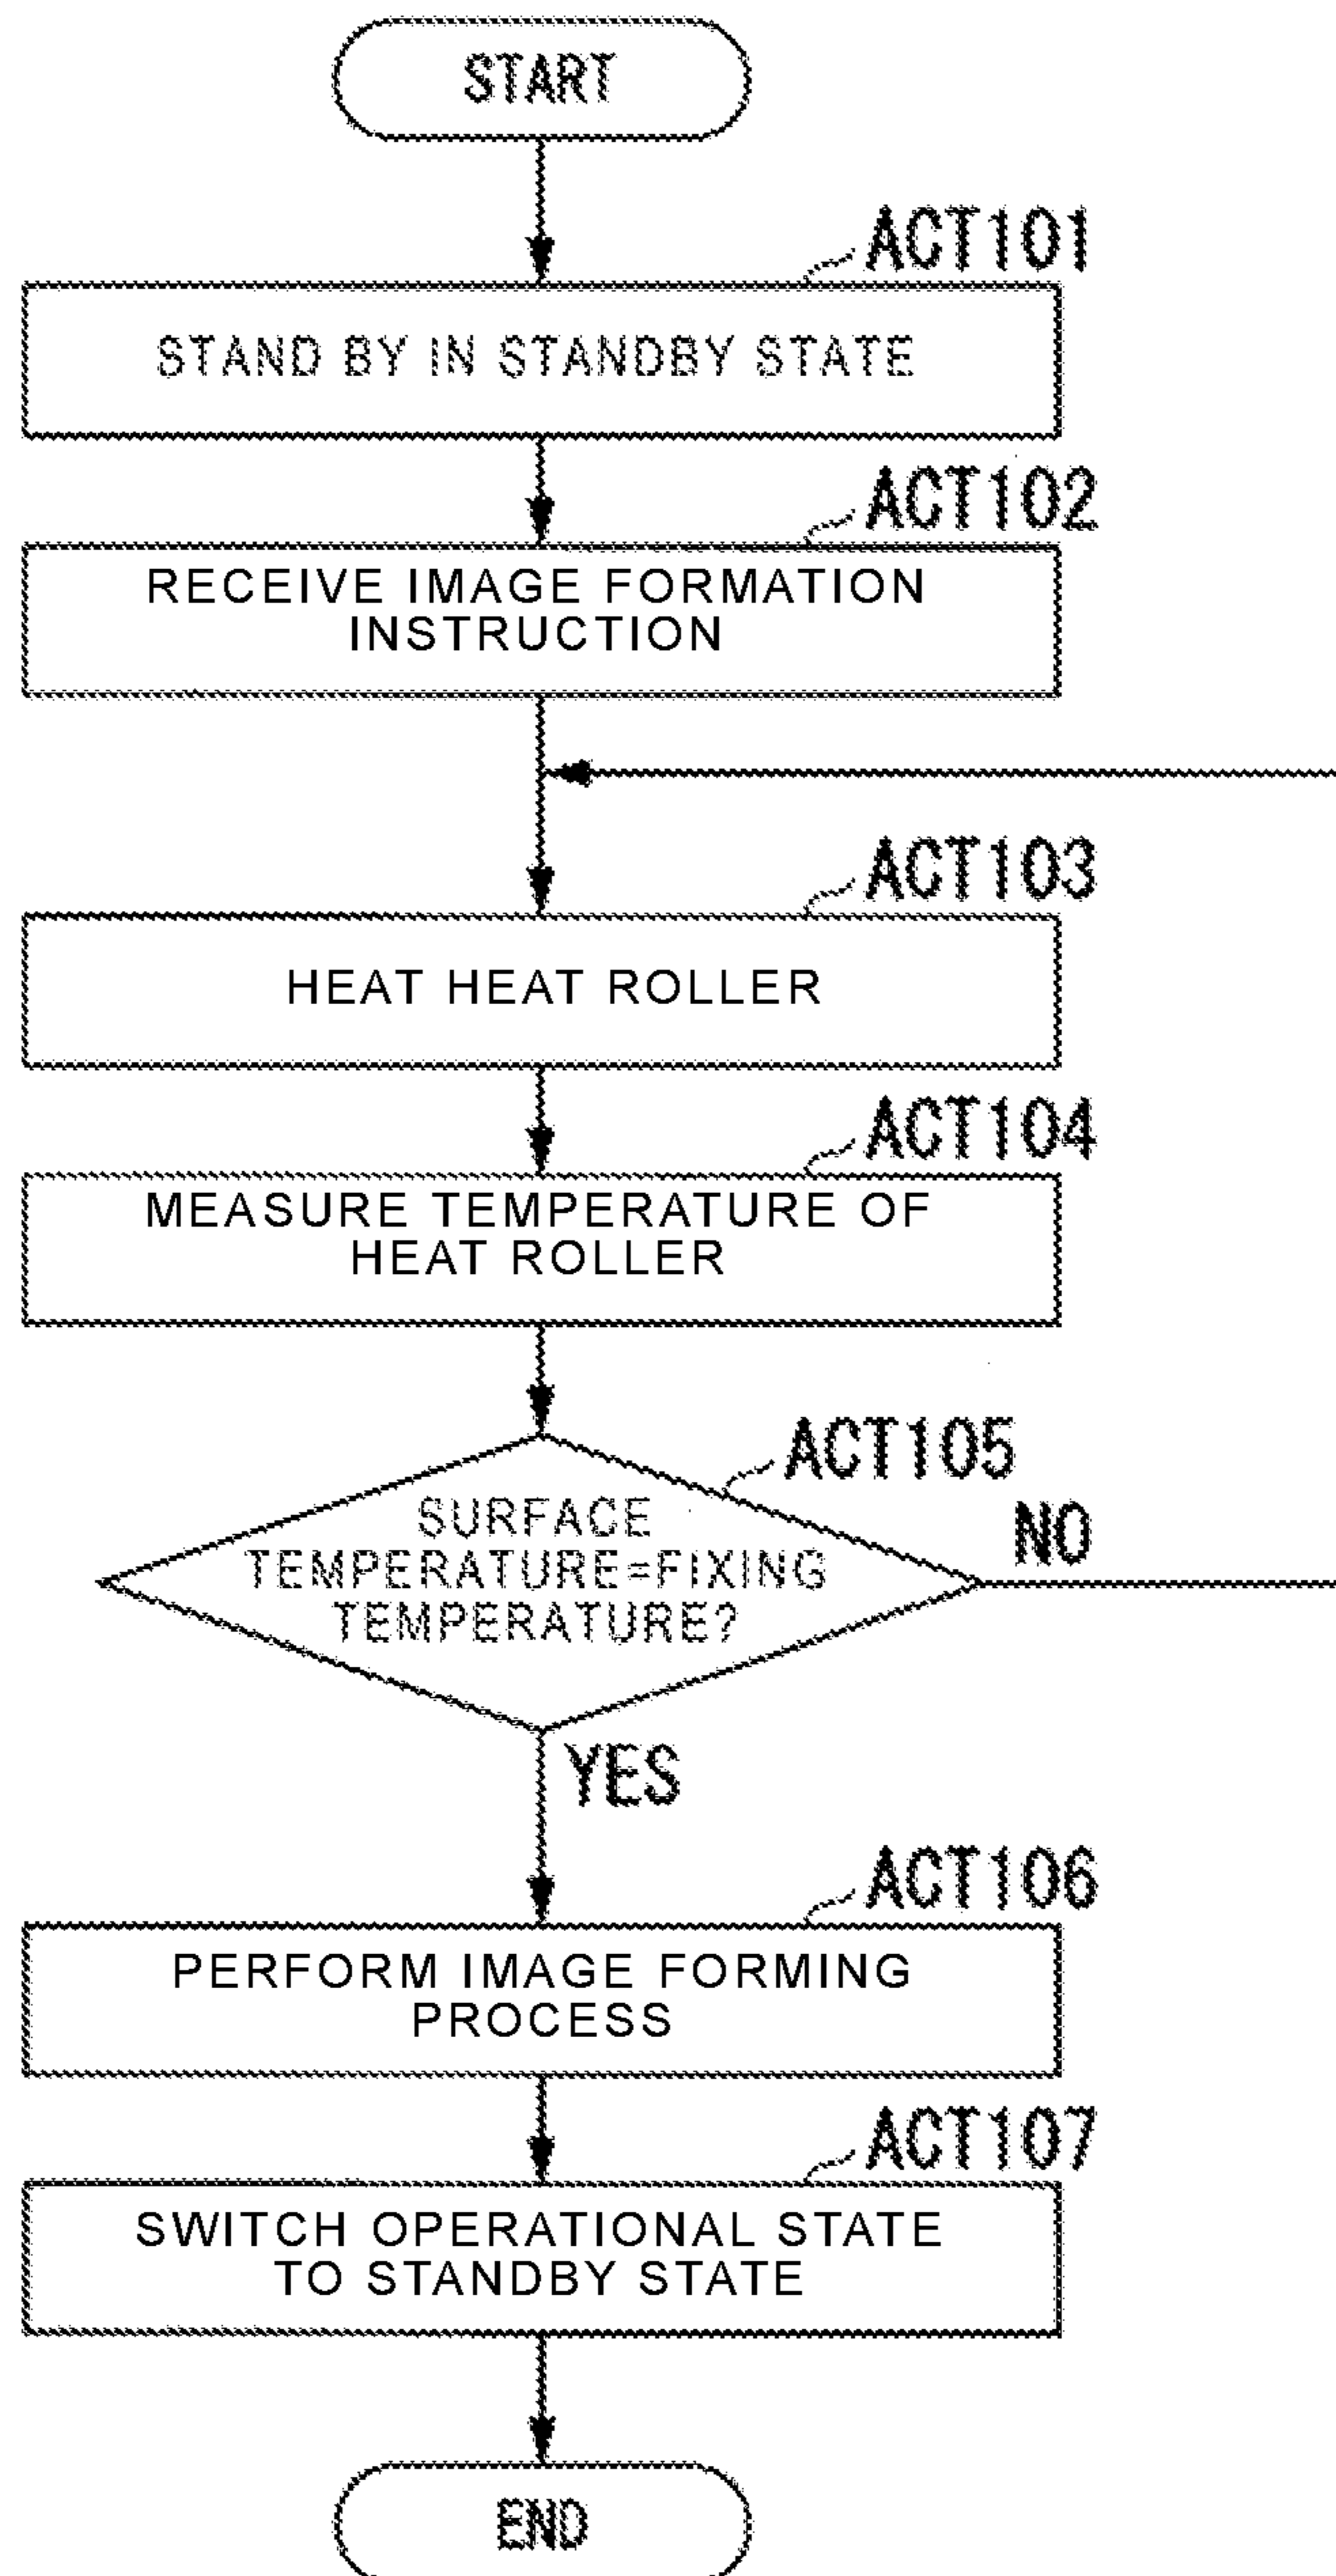 START
ACT101
STAND BY IN STANDBY STATE
ACT102
RECEIVE IMAGE FORMATION
INSTRUCTION
ACT103
HEAT HEAT ROLLER
ACT104
MEASURE TEMPERATURE OF
HEAT ROLLER
ACT105
SURFACE
TEMPERATURE=FIXING
TEMPERATURE?
NO
YES
ACT106
PERFORM IMAGE FORMING
PROCESS
ACT107
SWITCH OPERATIONAL STATE
TO STANDBY STATE
END